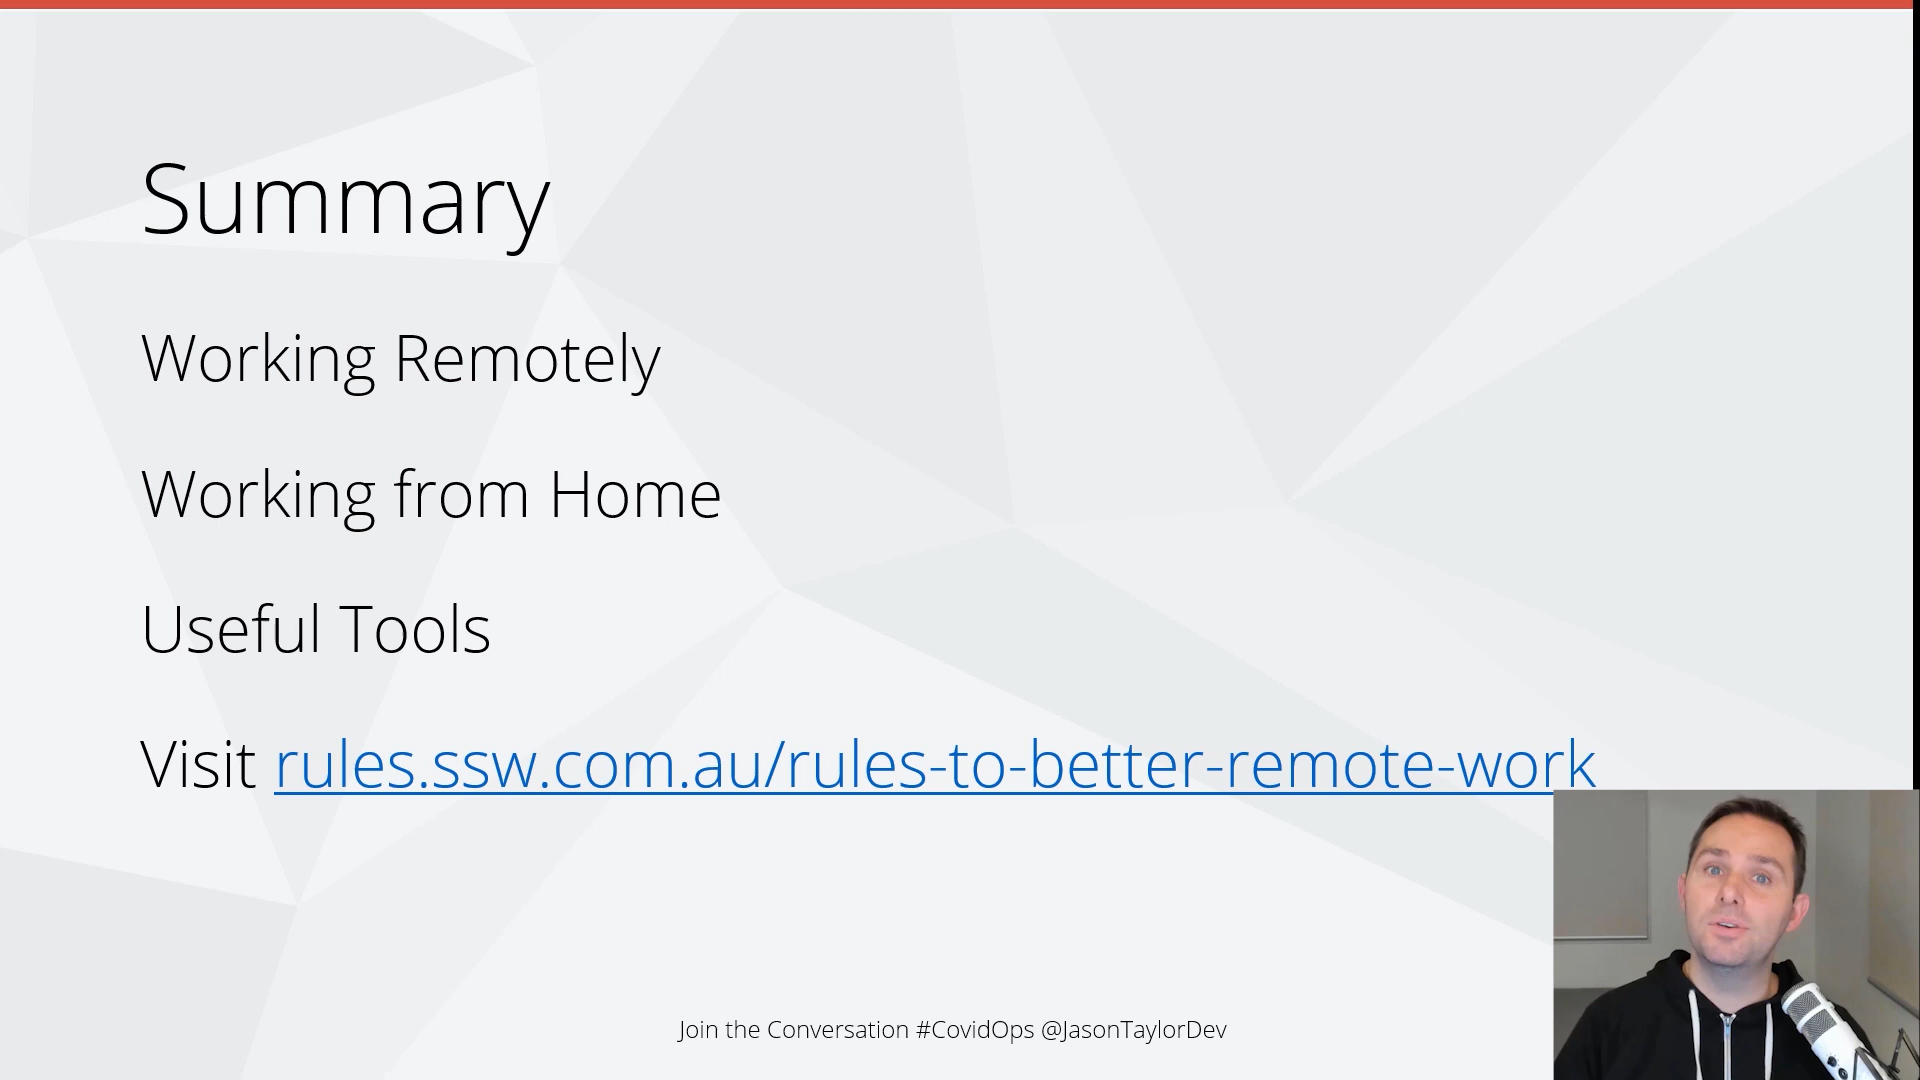 Summary
Working Remotely
Working from Home
Useful Tools
Visit rules.ssw.com.au/rules-to-better-remote-work
Join the Conversation #CovidOps @JasonTaylorDev